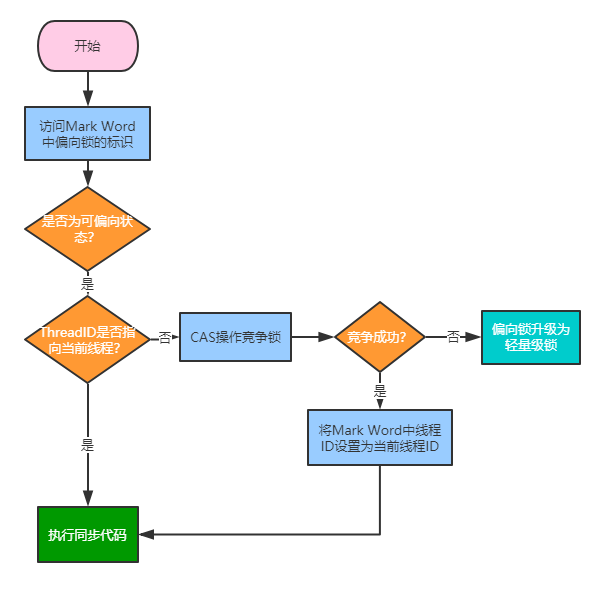 开始
访问Mark Word
中偏向锁的标识
是否为可偏向状
态？
是
ThreadID是否指
向当前线程？
否
CAS操作竞争锁
竞争成功？
否
偏向锁升级为
轻量级锁
是
将Mark Word中线程
ID设置为当前线程ID
是
执行同步代码